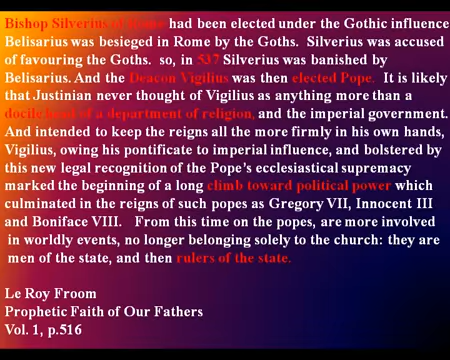 Bishop Silverius of Rome had been elected under the Gothic influence
Belisarius was besieged in Rome by the Goths. Silverius was accused
of favouring the Goths. so, in 537 Silverius was banished by
Belisarius. And the Deacon Vigilius was then elected Pope. It is likely
that Justinian never thought of Vigilius as anything more than a
docile head of a department of religion, and the imperial government.
And intended to keep the reigns all the more firmly in his own hands,
Vigilius, owing his pontificate to imperial influence, and bolstered by
this new legal recognition of the Pope's ecclesiastical supremacy
marked the beginning of a long climb toward political power which
culminated in the reigns of such popes as Gregory VII, Innocent III
and Boniface VIII. From this time on the popes, are more involved
in worldly events, no longer belonging solely to the church: they are
men of the state, and then rulers of the state.
Le Roy Froom
Prophetic Faith of Our Fathers
Vol. 1, p.516